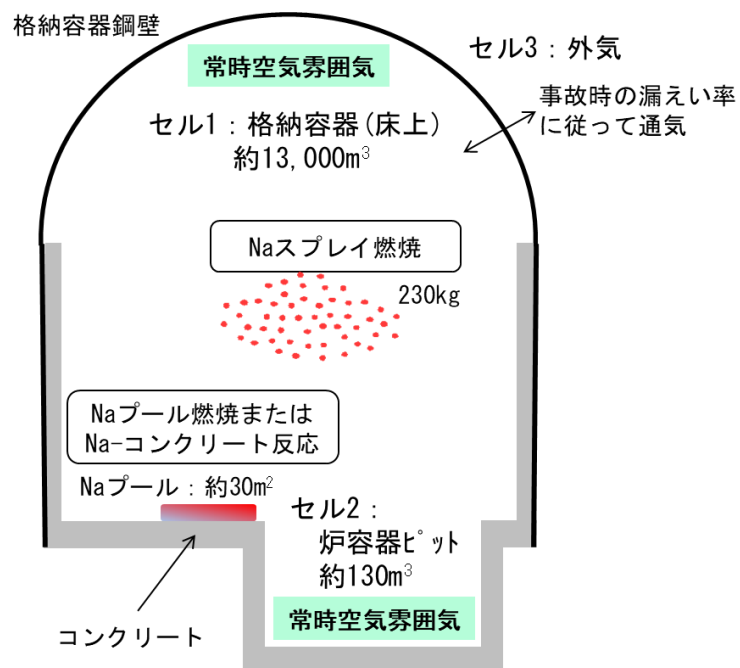 格納容器鋼壁
常時空気雰囲気
セル3：外気
セル1：格納容器(床上)
約13,000m³
事故時の漏えい率
に従って通気
Naスプレイ燃焼
230kg
Naプール燃焼または
Na-コンクリート反応
Naプール：約30m²
セル2：
炉容器ﾋﾟｯﾄ
約130m³
常時空気雰囲気
コンクリート